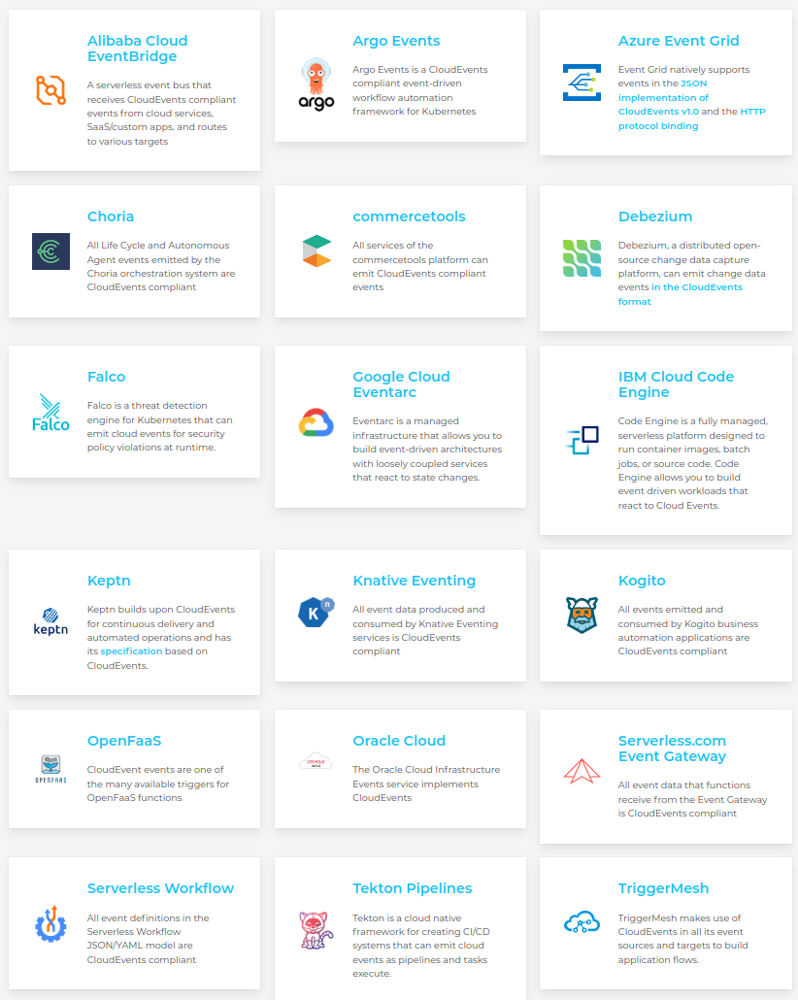 Alibaba Cloud
EventBridge
A serverless event bus that
receives CloudEvents compliant
events from cloud services,
SaaS/custom apps, and routes
to various targets
argo
Argo Events
Argo Events is a CloudEvents
compliant event-driven
workflow automation
framework for Kubernetes
Azure Event Grid
Event Grid natively supports
events in the JSON
implementation of
CloudEvents v1.0 and the HTTP
protocol binding
Choria
All Life Cycle and Autonomous
Agent events emitted by the
Choria orchestration system are
CloudEvents compliant
commercetools
All services of the
commercetools platform can
emit CloudEvents compliant
events
Debezium
Debezium, a distributed open-
source change data capture
platform, can emit change data
events in the CloudEvents
format
Falco
Falco
Falco is a threat detection
engine for Kubernetes that can
emit cloud events for security
policy violations at runtime.
Google Cloud
Eventarc
Eventarc is a managed
infrastructure that allows you to
build event-driven architectures
with loosely coupled services
that react to state changes.
IBM Cloud Code
Engine
Code Engine is a fully managed,
serverless platform designed to
run container images, batch
jobs, or source code. Code
Engine allows you to build
event driven workloads that
react to Cloud Events.
keptn
Keptn
Keptn builds upon CloudEvents
for continuous delivery and
automated operations and has
its specification based on
CloudEvents.
K n
Knative Eventing
All event data produced and
consumed by Knative Eventing
services is CloudEvents
compliant
Kogito
All events emitted and
consumed by Kogito business
automation applications are
CloudEvents compliant
OPENFAAS
OpenFaaS
CloudEvent events are one of
the many available triggers for
OpenFaaS functions
ORACLE
Oracle Cloud
The Oracle Cloud Infrastructure
Events service implements
CloudEvents
Serverless.com
Event Gateway
All event data that functions
receive from the Event Gateway
is CloudEvents compliant
Serverless Workflow
All event definitions in the
Serverless Workflow
JSON/YAML model are
CloudEvents compliant
Tekton Pipelines
Tekton is a cloud native
framework for creating CI/CD
systems that can emit cloud
events as pipelines and tasks
execute.
TriggerMesh
TriggerMesh makes use of
CloudEvents in all its event
sources and targets to build
application flows.